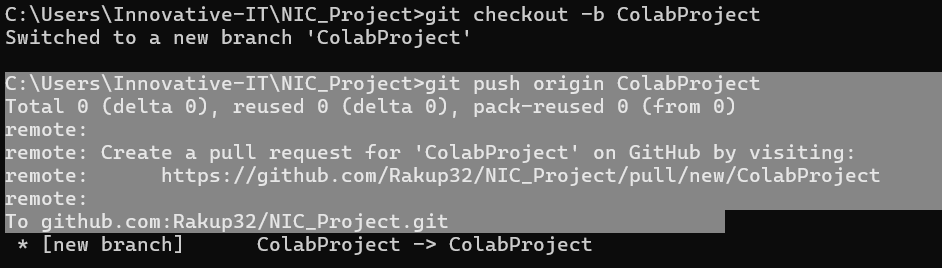 C:\Users\Innovative-IT\NIC_Project>git checkout -b ColabProject
Switched to a new branch 'ColabProject'
C:\Users\Innovative-IT\NIC_Project>git push origin ColabProject
Total 0 (delta 0), reused 0 (delta 0), pack-reused 0 (from 0)
remote:
remote: Create a pull request for 'ColabProject' on GitHub by visiting:
remote:      https://github.com/Rakup32/NIC_Project/pull/new/ColabProject
remote:
To github.com:Rakup32/NIC_Project.git
 * [new branch]      ColabProject -> ColabProject